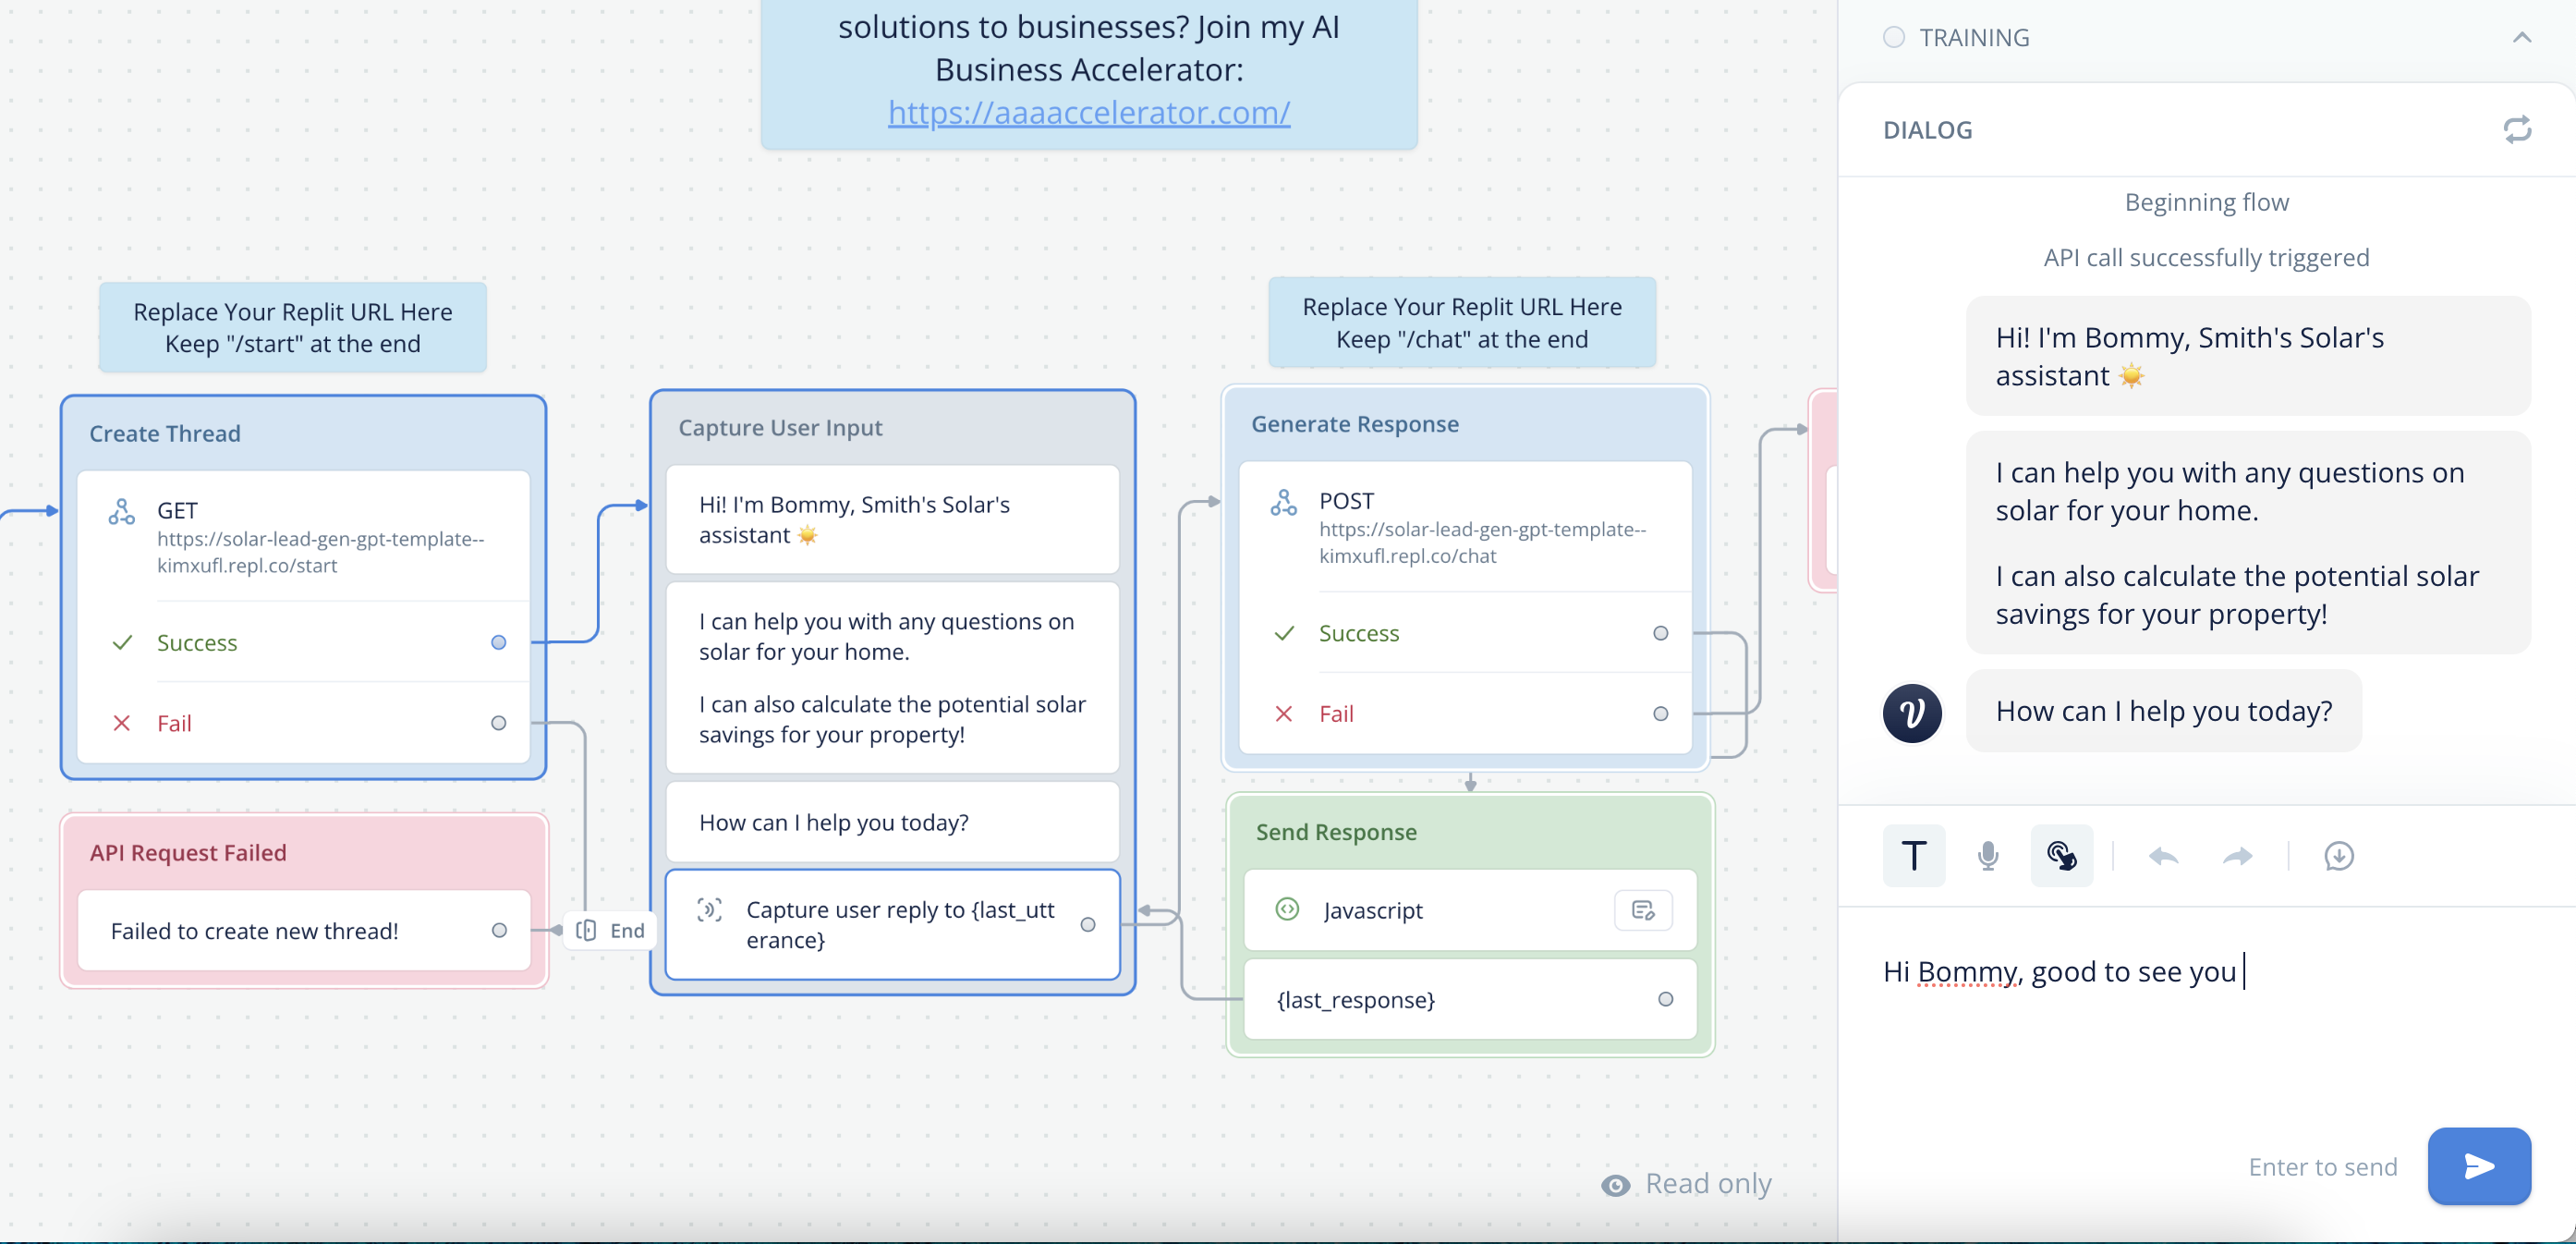 solutions to businesses? Join my AI
Business Accelerator:
https://aaaaccelerator.com/
Replace Your Replit URL Here
Keep "/start" at the end
Create Thread
GET
https://solar-lead-gen-gpt-template--
kimxufl.repl.co/start
Success
Fail
API Request Failed
Failed to create new thread!
End
Capture User Input
Hi! I'm Bommy, Smith's Solar's
assistant ☀️
I can help you with any questions on
solar for your home.
I can also calculate the potential solar
savings for your property!
How can I help you today?
Capture user reply to {last_utt
erance}
Replace Your Replit URL Here
Keep "/chat" at the end
Generate Response
POST
https://solar-lead-gen-gpt-template--
kimxufl.repl.co/chat
Success
Fail
Send Response
Javascript
{last_response}
Read only
TRAINING
DIALOG
Beginning flow
API call successfully triggered
Hi! I'm Bommy, Smith's Solar's
assistant ☀️
I can help you with any questions on
solar for your home.
I can also calculate the potential solar
savings for your property!
How can I help you today?
T
Hi Bommy, good to see you
Enter to send